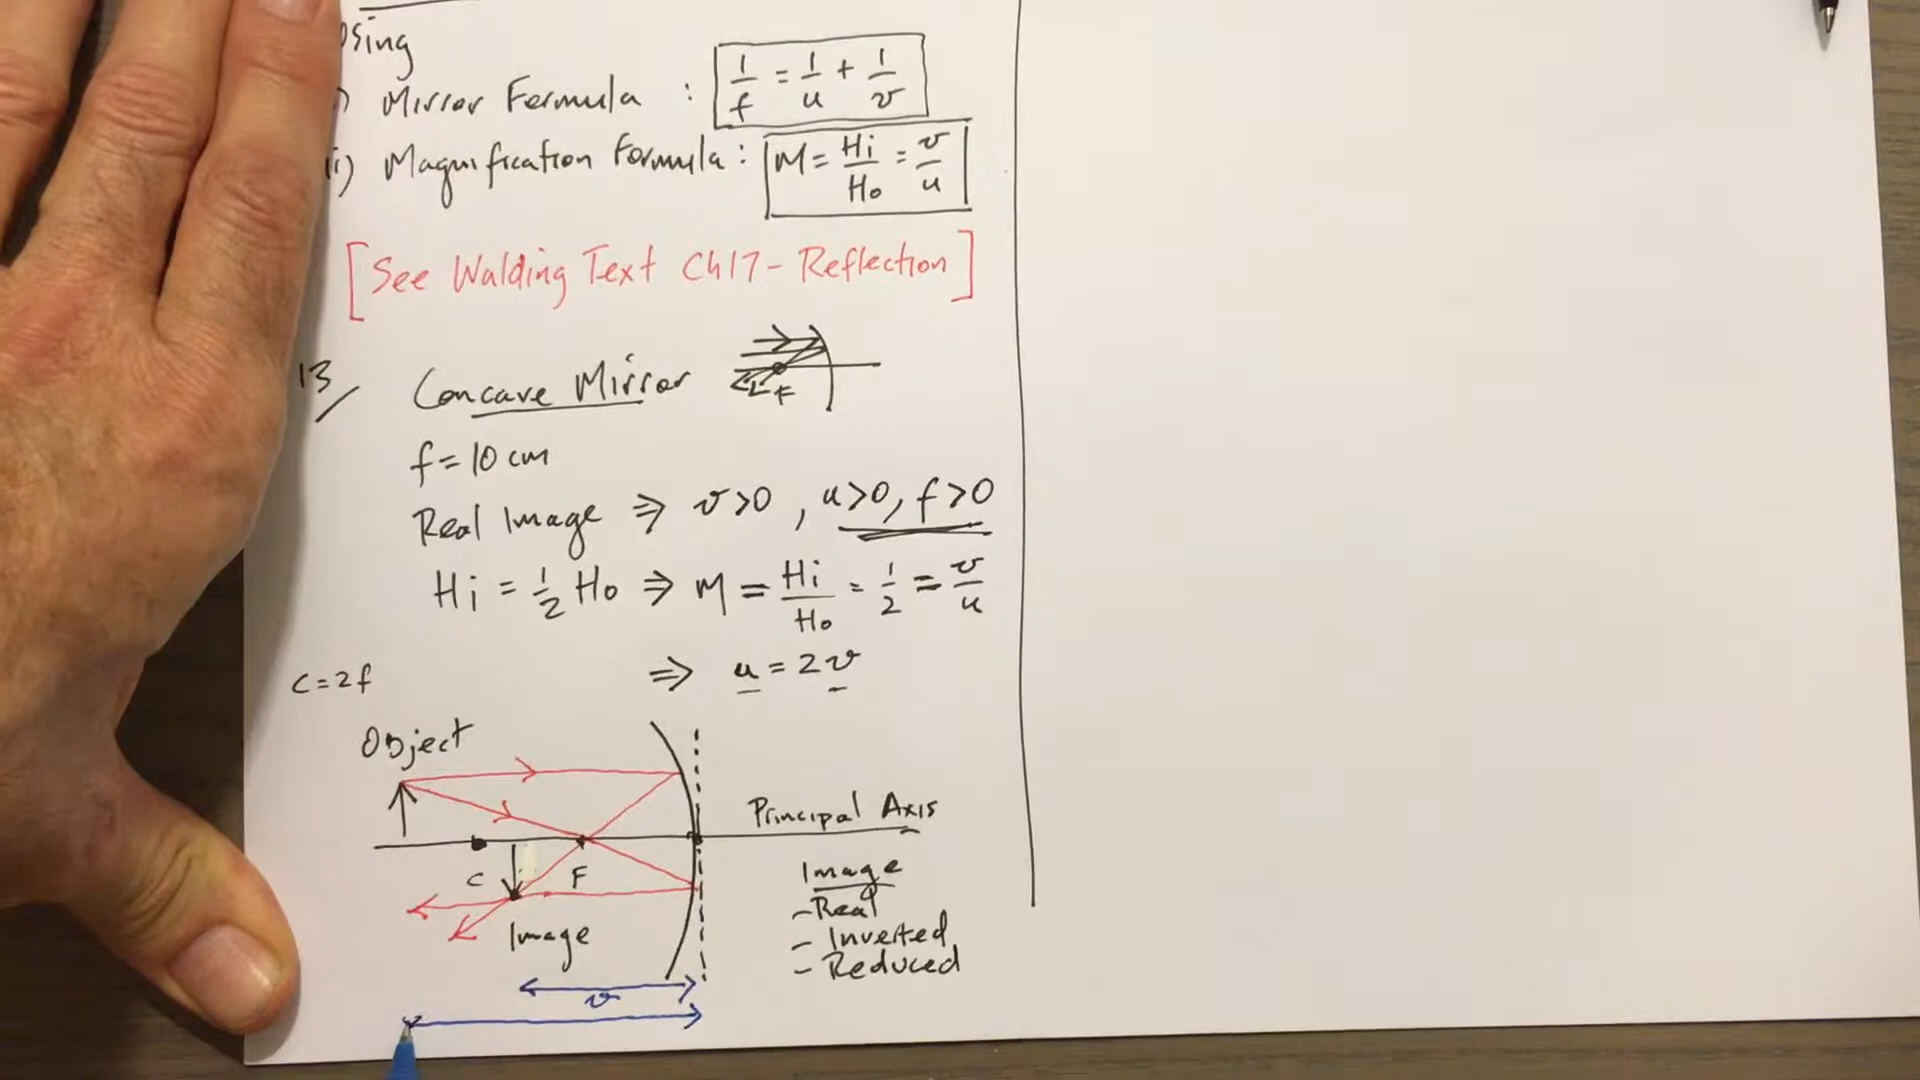 Using
i) Mirror Formula : 1/f = 1/u + 1/v
ii) Magnification Formula : M = Hi/Ho = v/u
[See Walding Text Ch17 - Reflection]
13/ Concave Mirror
F
f = 10 cm
Real Image ⇒ v>0, u>0, f>0
Hi = 1/2 Ho ⇒ M = Hi/Ho = 1/2 = v/u
c = 2f ⇒ u = 2v
Object
Principal Axis
C F
Image
Image
- Real
- Inverted
- Reduced
v